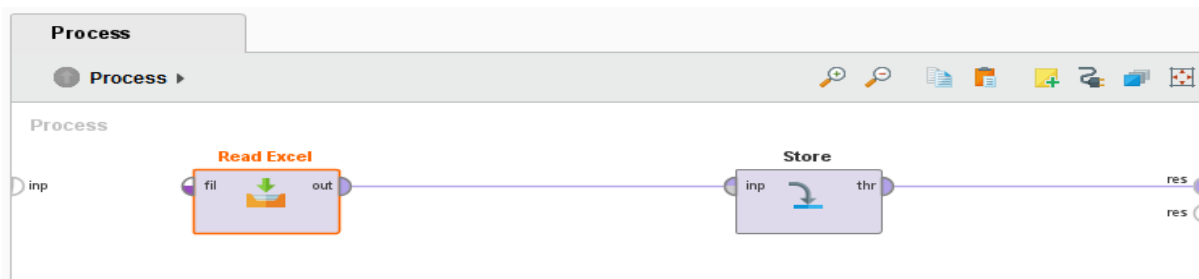 Process
Process
Process
Read Excel
Store
inp
fil
out
inp
thr
res
res